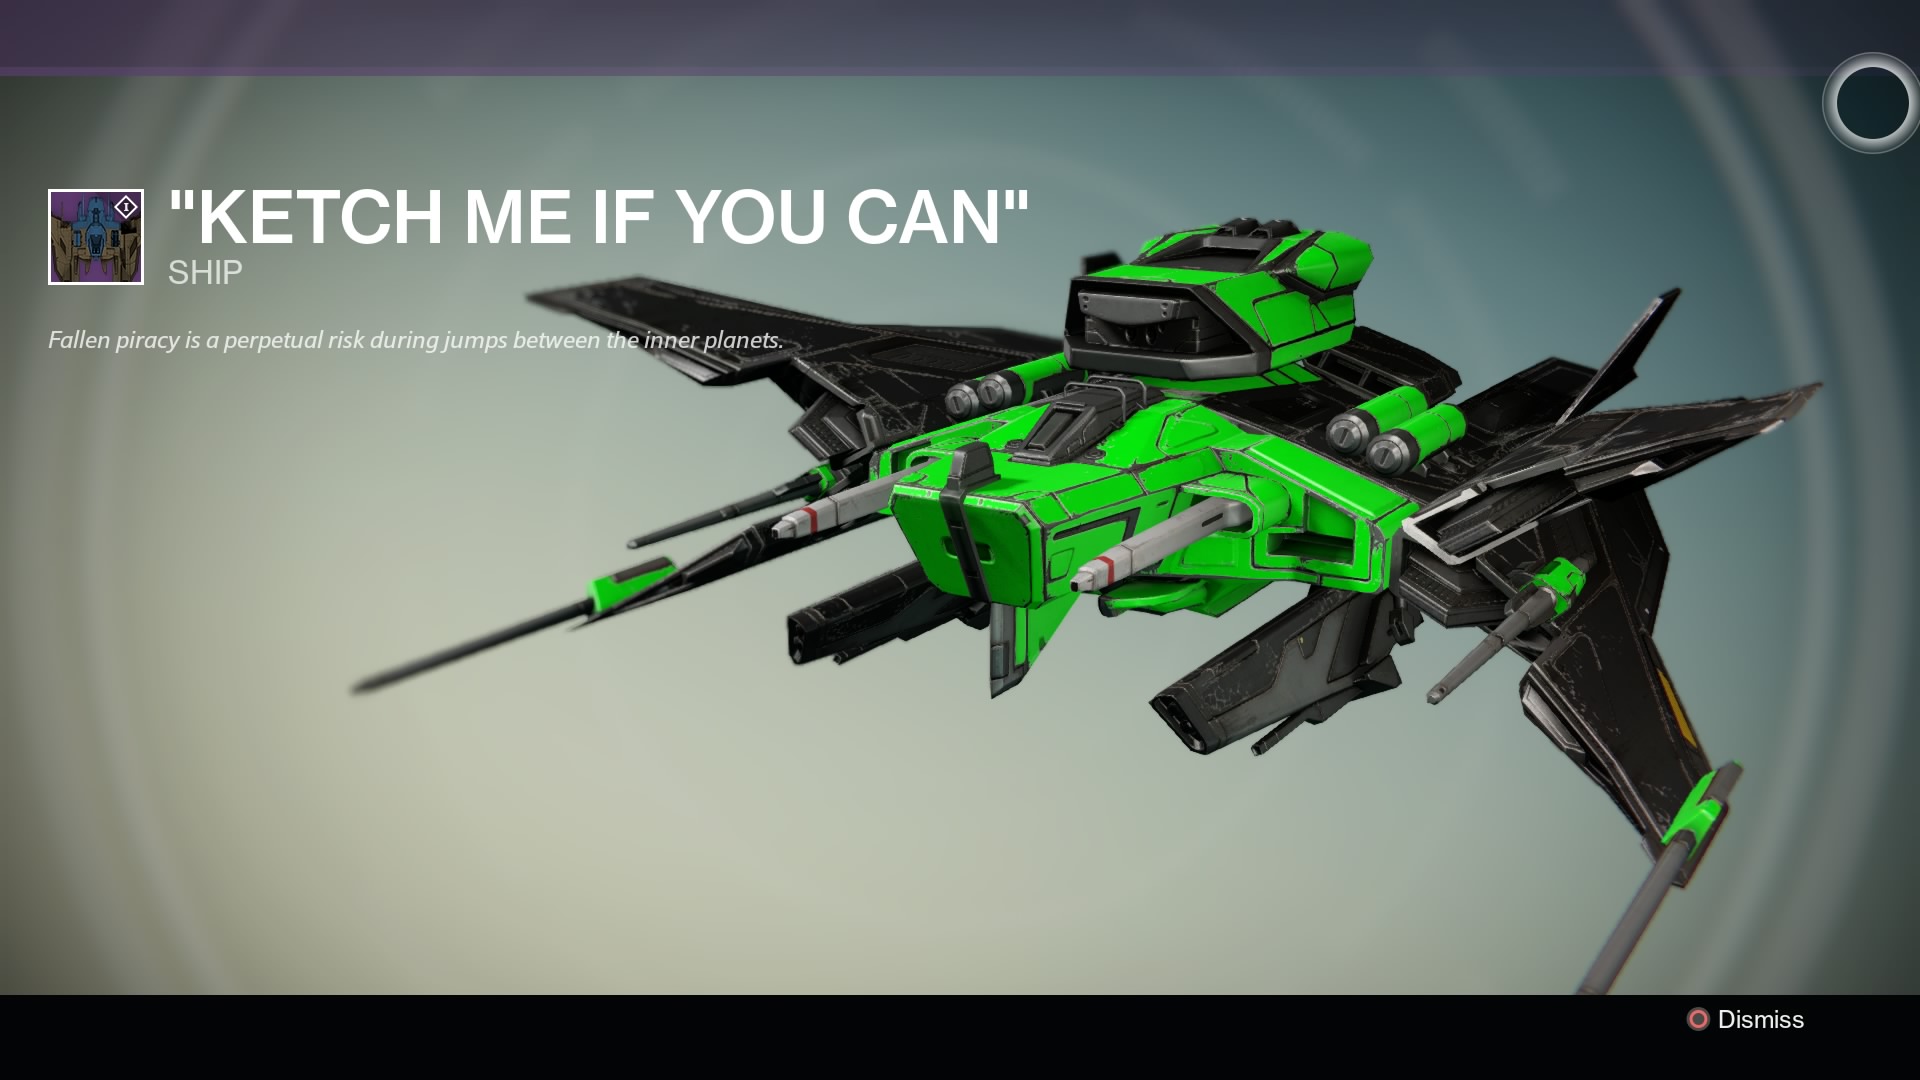 "KETCH ME IF YOU CAN"
SHIP
Fallen piracy is a perpetual risk during jumps between the inner planets.
Dismiss